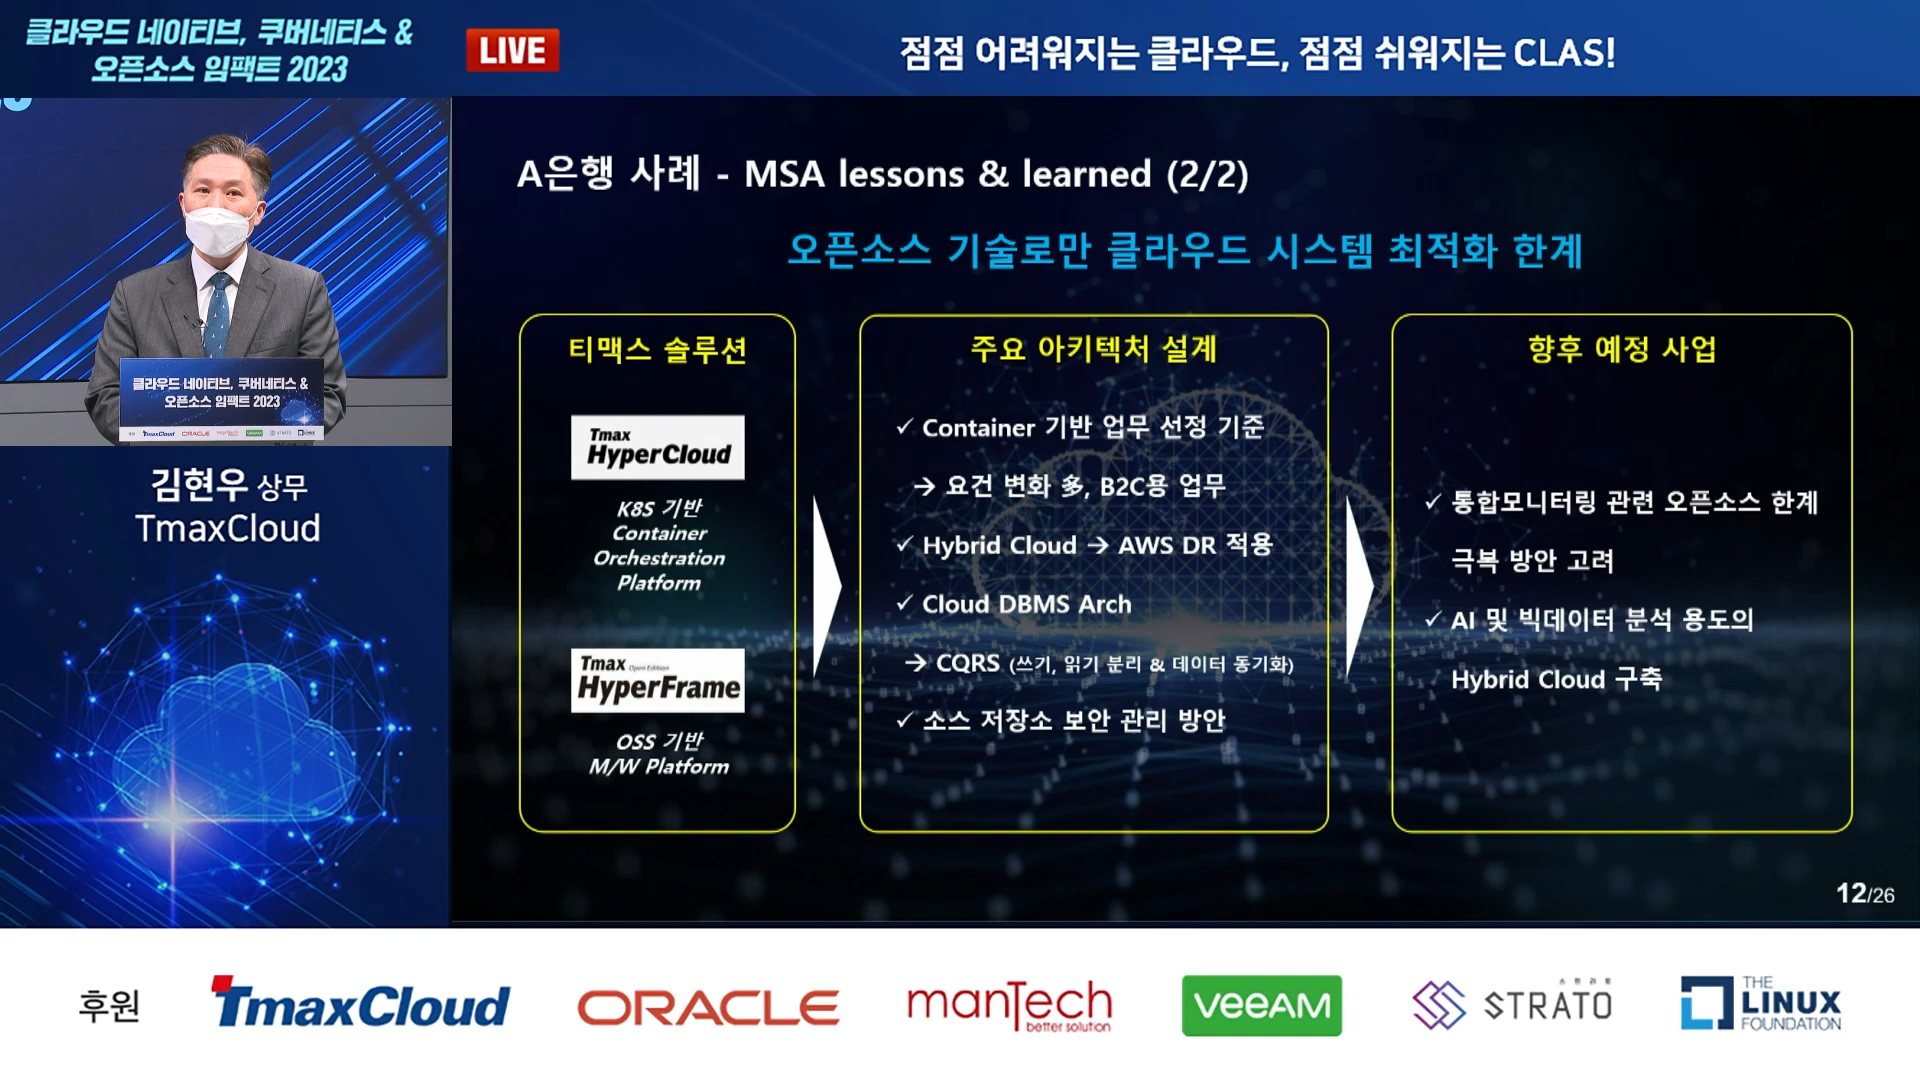 클라우드 네이티브, 쿠버네티스 &
오픈소스 임팩트 2023
LIVE
점점 어려워지는 클라우드, 점점 쉬워지는 CLAS!
클라우드 네이티브, 쿠버네티스 &
오픈소스 임팩트 2023
TmaxCloud ORACLE
김현우 상무
TmaxCloud
A은행 사례 - MSA lessons & learned (2/2)
오픈소스 기술로만 클라우드 시스템 최적화 한계
티맥스 솔루션
Tmax
HyperCloud
K8S 기반
Container
Orchestration
Platform
Tmax Open Edition
HyperFrame
OSS 기반
M/W Platform
주요 아키텍처 설계
✓ Container 기반 업무 선정 기준
→ 요건 변화 多, B2C용 업무
✓ Hybrid Cloud → AWS DR 적용
✓ Cloud DBMS Arch
→ CQRS (쓰기, 읽기 분리 & 데이터 동기화)
✓ 소스 저장소 보안 관리 방안
향후 예정 사업
✓ 통합모니터링 관련 오픈소스 한계
극복 방안 고려
✓ AI 및 빅데이터 분석 용도의
Hybrid Cloud 구축
12/26
후원
TmaxCloud
ORACLE
manTech
better solution
veeAM
스트라토
STRATO
THE
LINUX
FOUNDATION